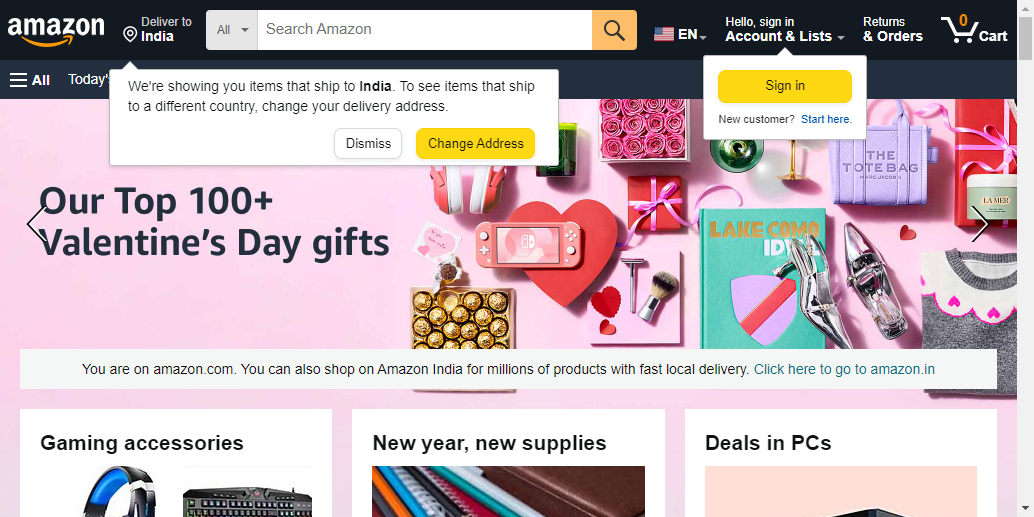 amazon
Deliver to
India
All
Search Amazon
EN
Hello, sign in
Account & Lists
Returns
& Orders
0
Cart
All
Today's
We're showing you items that ship to India. To see items that ship
to a different country, change your delivery address.
Dismiss
Change Address
Sign in
New customer? Start here.
THE
TOTE BAG
MARC JACOBS
LA MER
Our Top 100+
Valentine's Day gifts
LAKE COMO
IDYLL
You are on amazon.com. You can also shop on Amazon India for millions of products with fast local delivery. Click here to go to amazon.in
Gaming accessories
New year, new supplies
Deals in PCs